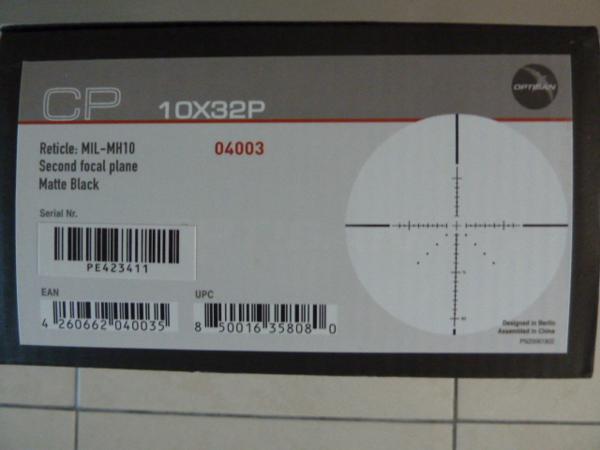 CP 10X32P
OPTISAN
Reticle: MIL-MH10 04003
Second focal plane
Matte Black
Serial Nr.
PE423411
EAN UPC
4 260662 040035 8 50016 35808 0
Designed in Berlin
Assembled in China